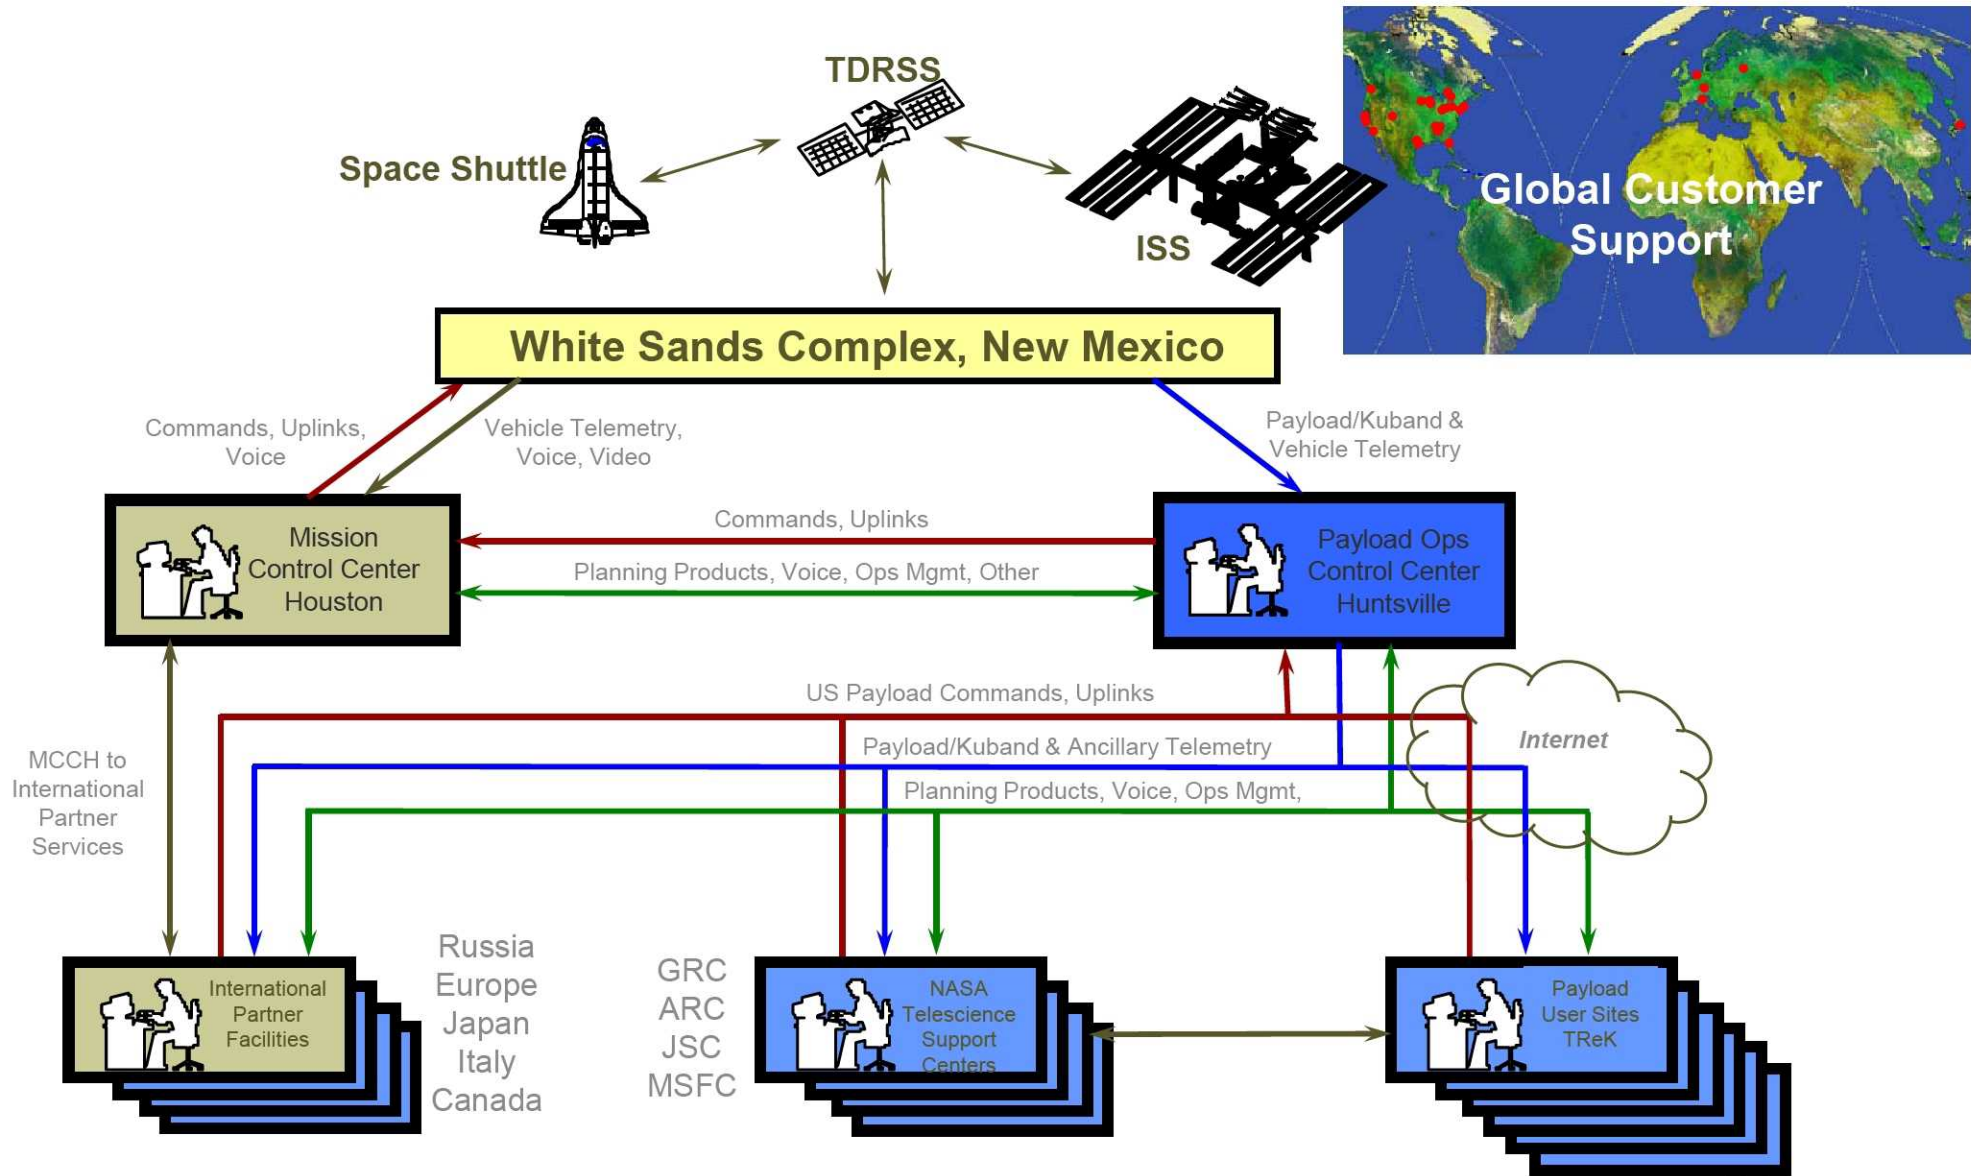 TDRSS
Space Shuttle
ISS
Global Customer
Support
White Sands Complex, New Mexico
Commands, Uplinks,
Voice
Vehicle Telemetry,
Voice, Video
Payload/Kuband &
Vehicle Telemetry
Mission
Control Center
Houston
Commands, Uplinks
Planning Products, Voice, Ops Mgmt, Other
Payload Ops
Control Center
Huntsville
US Payload Commands, Uplinks
Internet
Payload/Kuband & Ancillary Telemetry
Planning Products, Voice, Ops Mgmt,
MCCH to
International
Partner
Services
International
Partner
Facilities
Russia
Europe
Japan
Italy
Canada
GRC
ARC
JSC
MSFC
NASA
Telescience
Support
Centers
Payload
User Sites
TReK